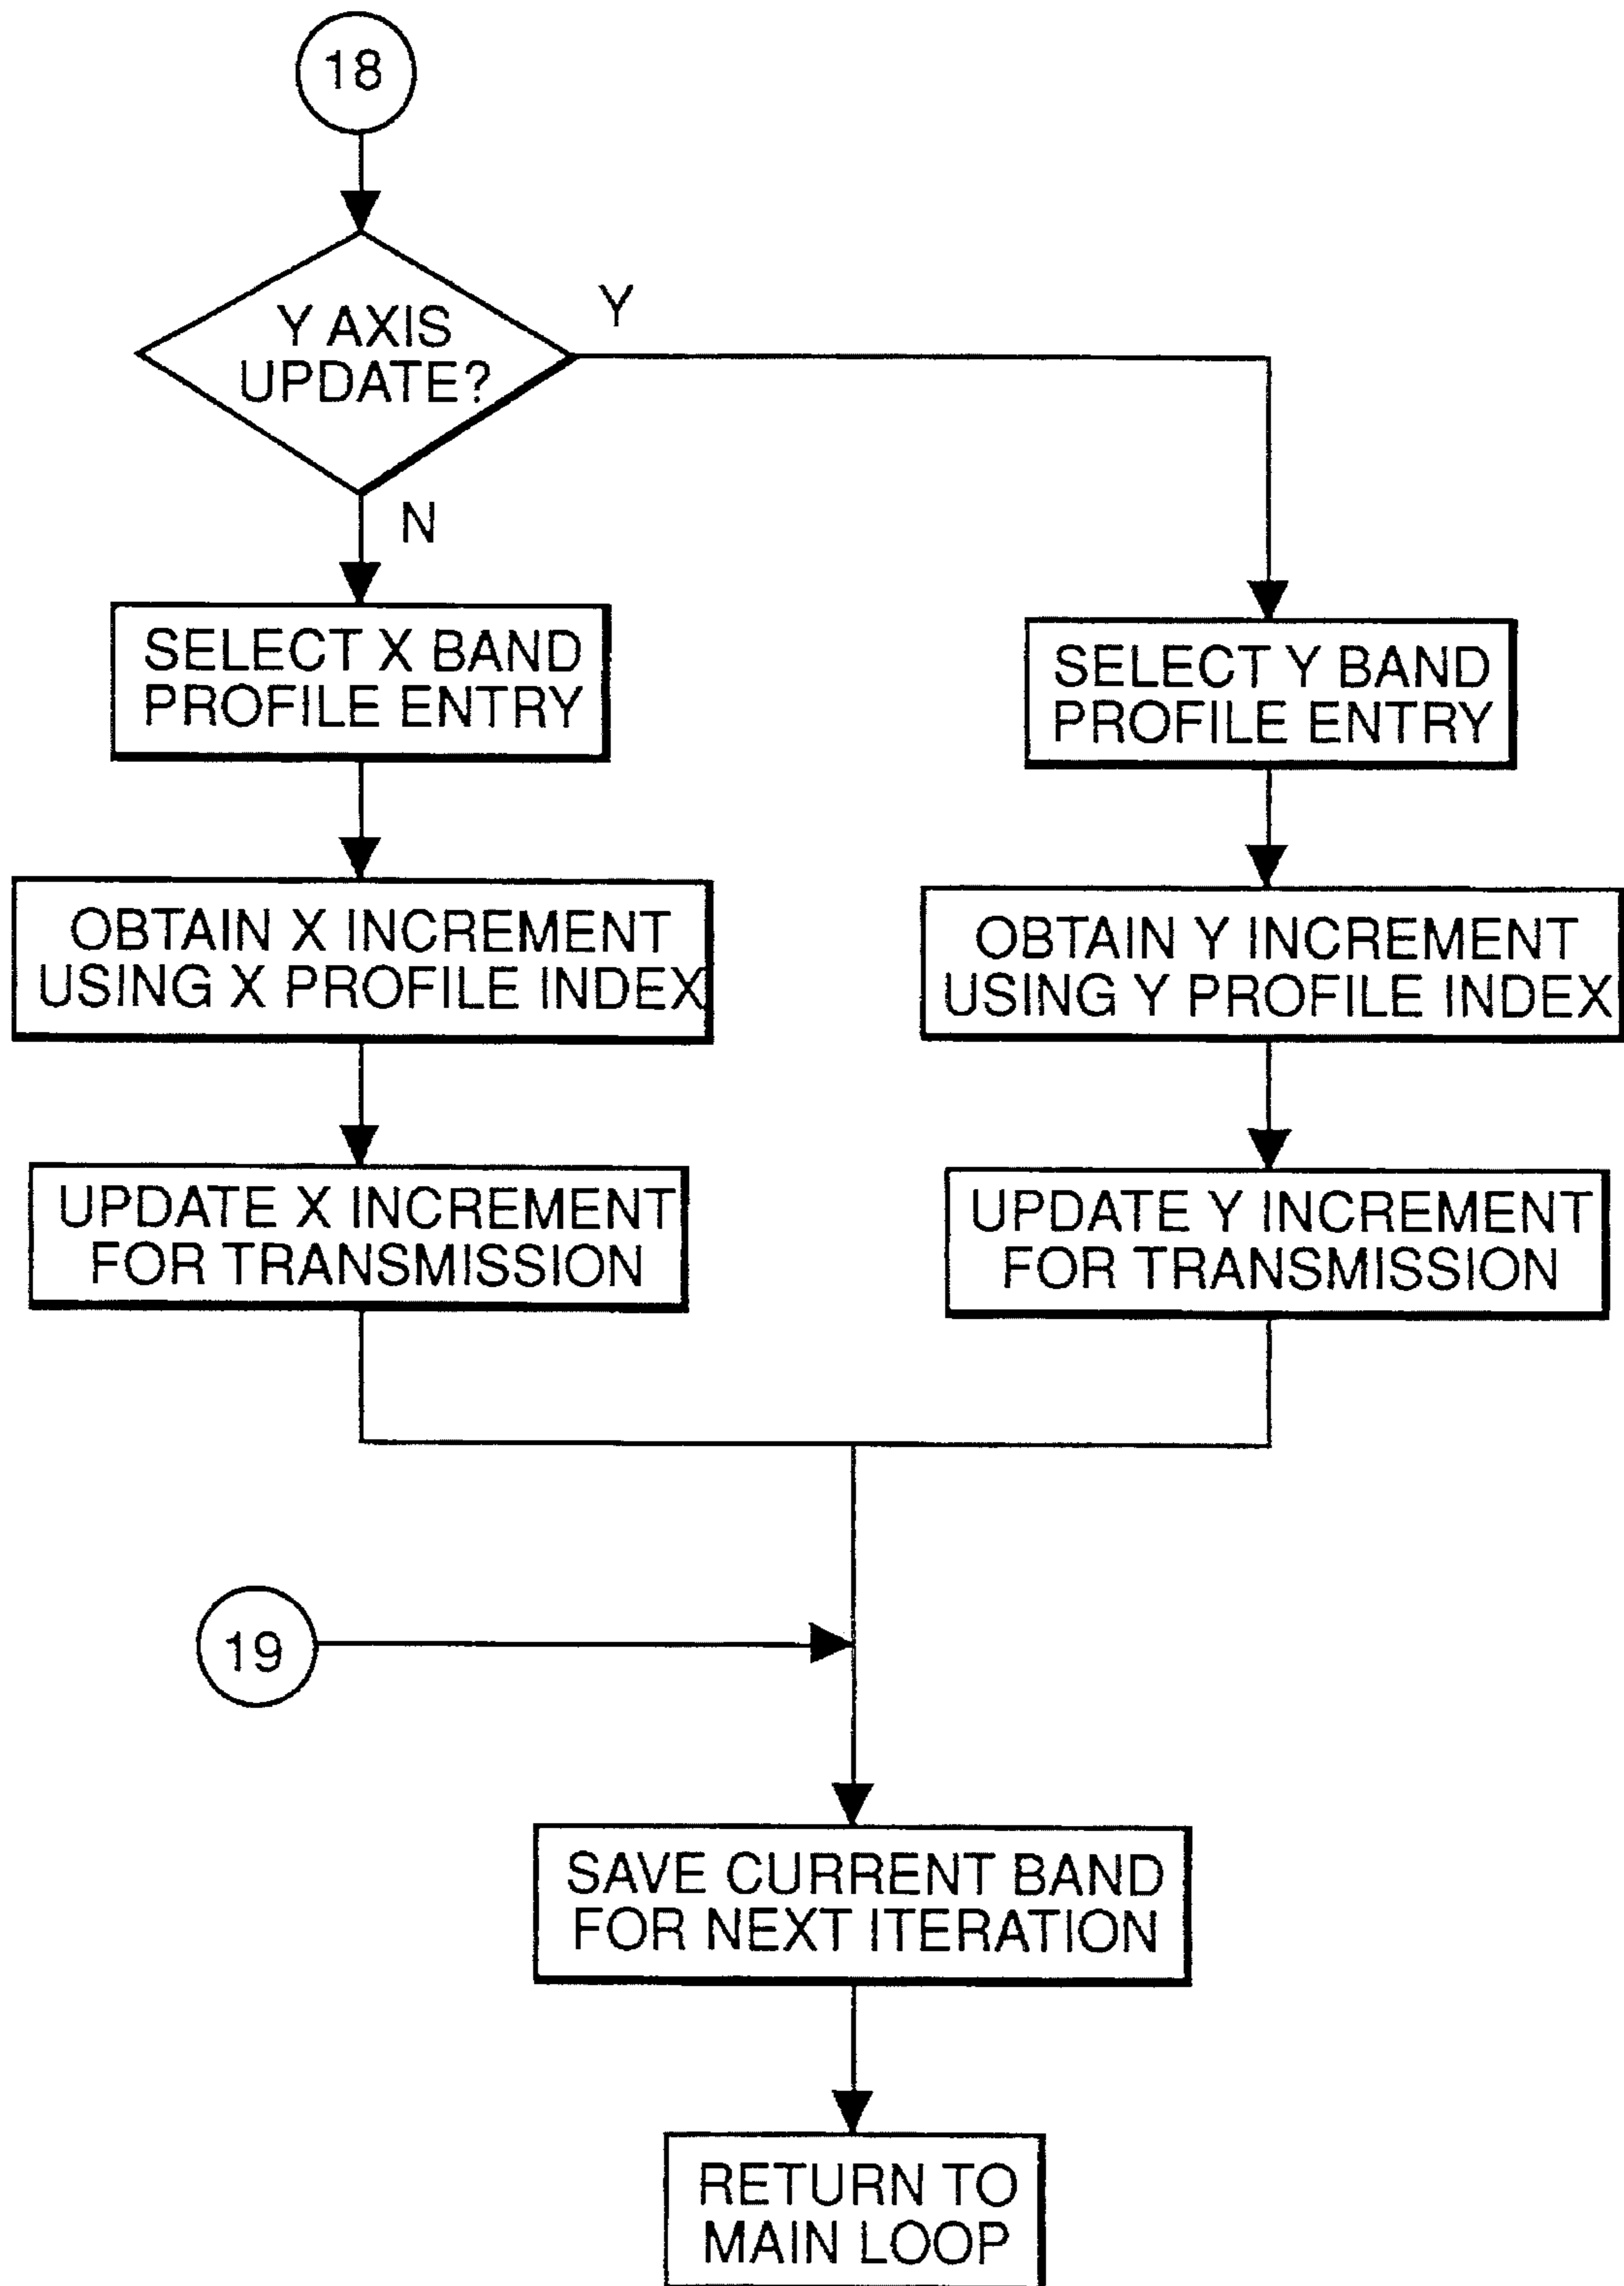 18
Y AXIS
UPDATE?
Y
N
SELECT X BAND
PROFILE ENTRY
SELECT Y BAND
PROFILE ENTRY
OBTAIN X INCREMENT
USING X PROFILE INDEX
OBTAIN Y INCREMENT
USING Y PROFILE INDEX
UPDATE X INCREMENT
FOR TRANSMISSION
UPDATE Y INCREMENT
FOR TRANSMISSION
19
SAVE CURRENT BAND
FOR NEXT ITERATION
RETURN TO
MAIN LOOP